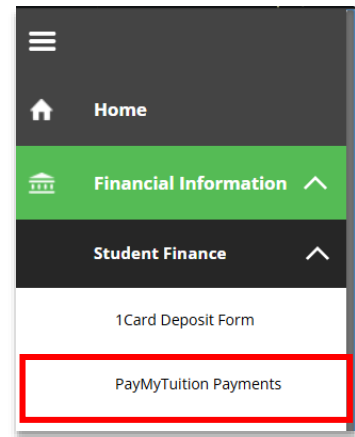 Home
Financial Information
Student Finance
1Card Deposit Form
PayMyTuition Payments